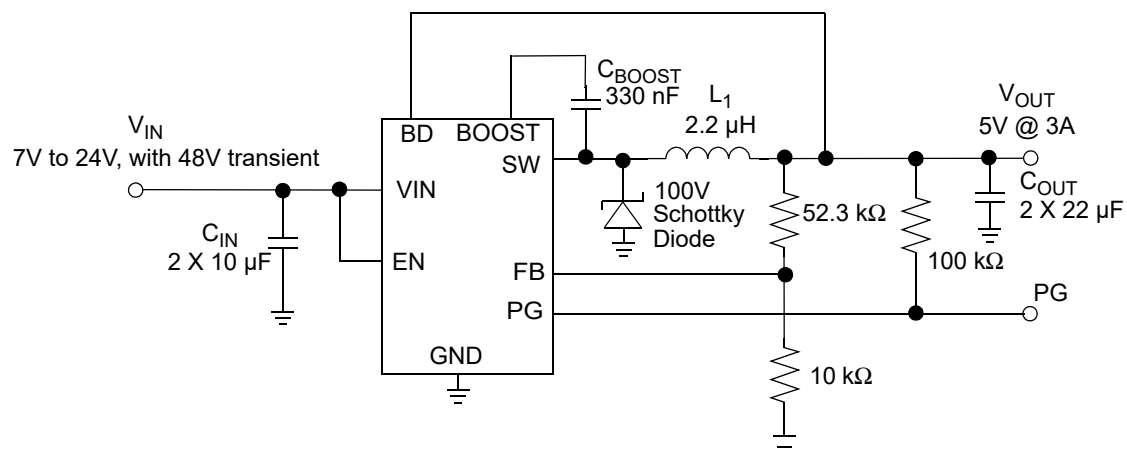 V_IN
7V to 24V, with 48V transient
C_IN
2 X 10 µF
BD
BOOST
VIN
EN
SW
FB
PG
GND
C_BOOST
330 nF
L_1
2.2 µH
100V
Schottky
Diode
52.3 kΩ
10 kΩ
100 kΩ
V_OUT
5V @ 3A
C_OUT
2 X 22 µF
PG